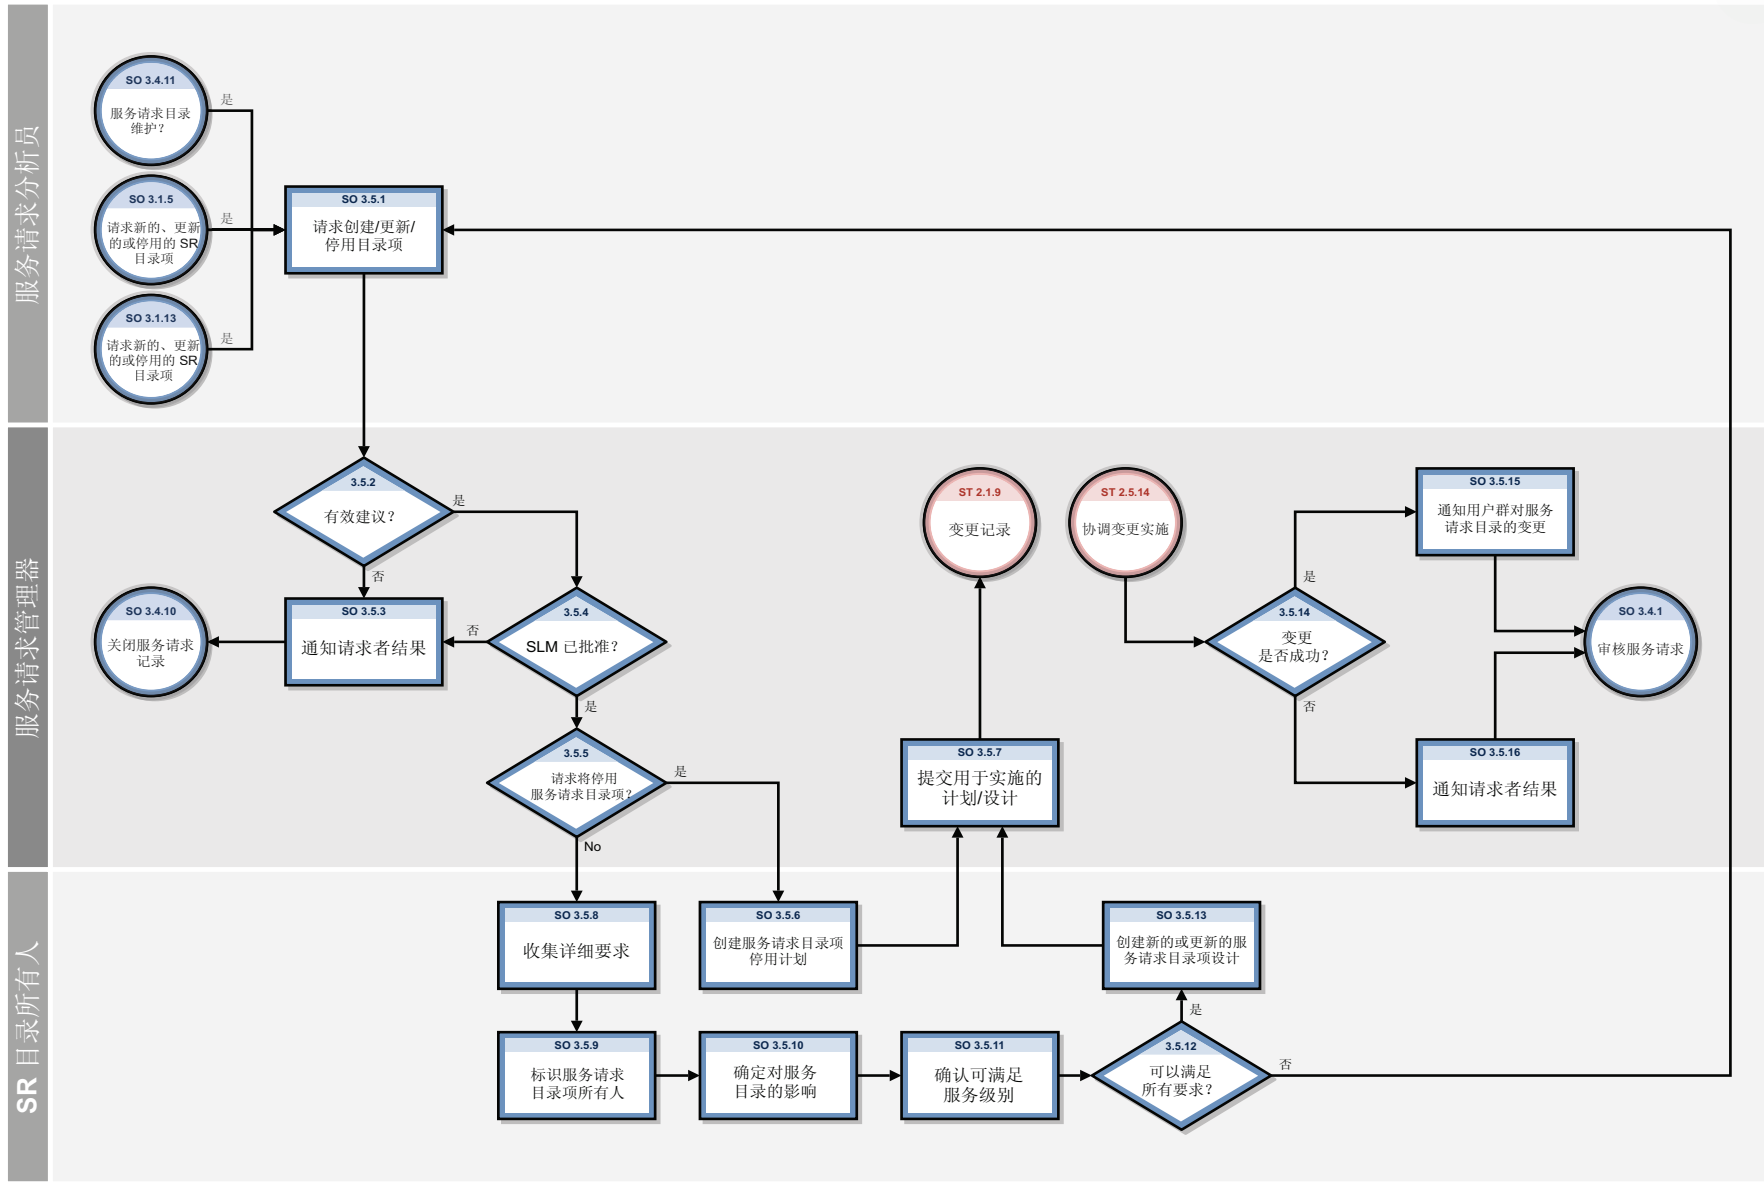 服务请求分析员
SO 3.4.11
服务请求目录
维护？
是
SO 3.1.5
请求新的、更新
的或停用的 SR
目录项
是
SO 3.1.13
请求新的、更新
的或停用的 SR
目录项
是
SO 3.5.1
请求创建/更新/
停用目录项
服务请求管理器
3.5.2
有效建议？
是
否
SO 3.4.10
关闭服务请求
记录
SO 3.5.3
通知请求者结果
否
3.5.4
SLM 已批准？
是
3.5.5
请求将停用
服务请求目录项？
是
No
ST 2.1.9
变更记录
ST 2.5.14
协调变更实施
SO 3.5.7
提交用于实施的
计划/设计
3.5.14
变更
是否成功？
是
否
SO 3.5.15
通知用户群对服务
请求目录的变更
SO 3.4.1
审核服务请求
SO 3.5.16
通知请求者结果
SR 目录所有人
SO 3.5.8
收集详细要求
SO 3.5.6
创建服务请求目录项
停用计划
SO 3.5.13
创建新的或更新的服
务请求目录项设计
SO 3.5.9
标识服务请求
目录项所有人
SO 3.5.10
确定对服务
目录的影响
SO 3.5.11
确认可满足
服务级别
3.5.12
可以满足
所有要求？
是
否